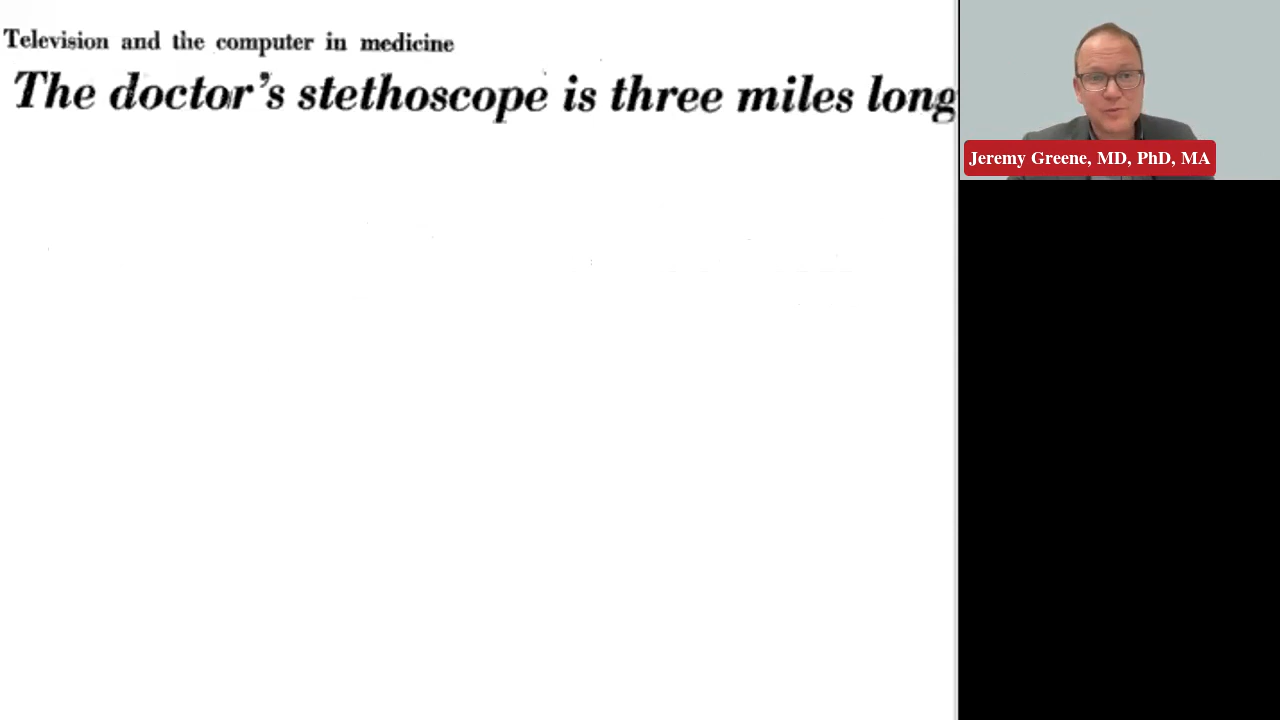 Television and the computer in medicine
The doctor's stethoscope is three miles long
Jeremy Greene, MD, PhD, MA